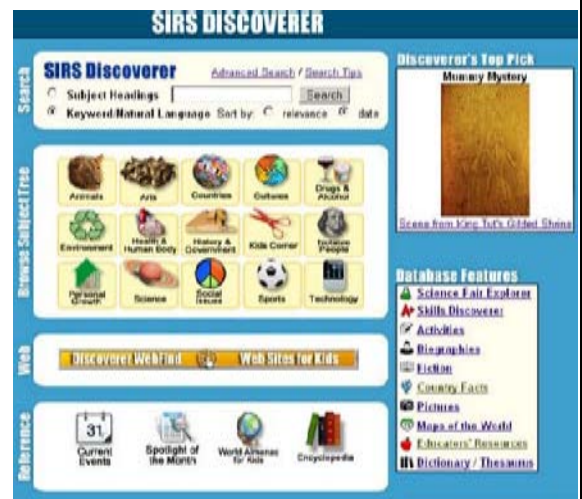 SIRS DISCOVERER
Search
SIRS Discoverer
Advanced Search / Search Tips
Subject Headings
Search
Keyword/Natural Language Sort by: relevance date
Browse Subject Tree
Animals Arts Countries Cultures Drugs & Alcohol
Environment Health & Human Body History & Government Kids Corner Notable People
Personal Growth Science Social Issues Sports Technology
Web
Discoverer WebFind Web Sites for Kids
Reference
31
Current Events
Spotlight of the Month
World Almanac for Kids
Encyclopedia
Discoverer's Top Pick
Mummy Mystery
Scene from King Tut's Gilded Shrine
Database Features
Science Fair Explorer
A+ Skills Discoverer
Activities
Biographies
Fiction
Country Facts
Pictures
Maps of the World
Educators' Resources
Dictionary / Thesaurus